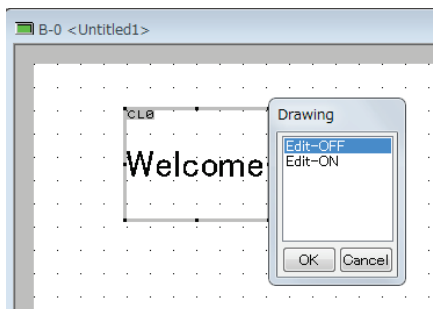 B-0 <Untitled1>
CL0
Welcome
Drawing
Edit-OFF
Edit-ON
OK
Cancel